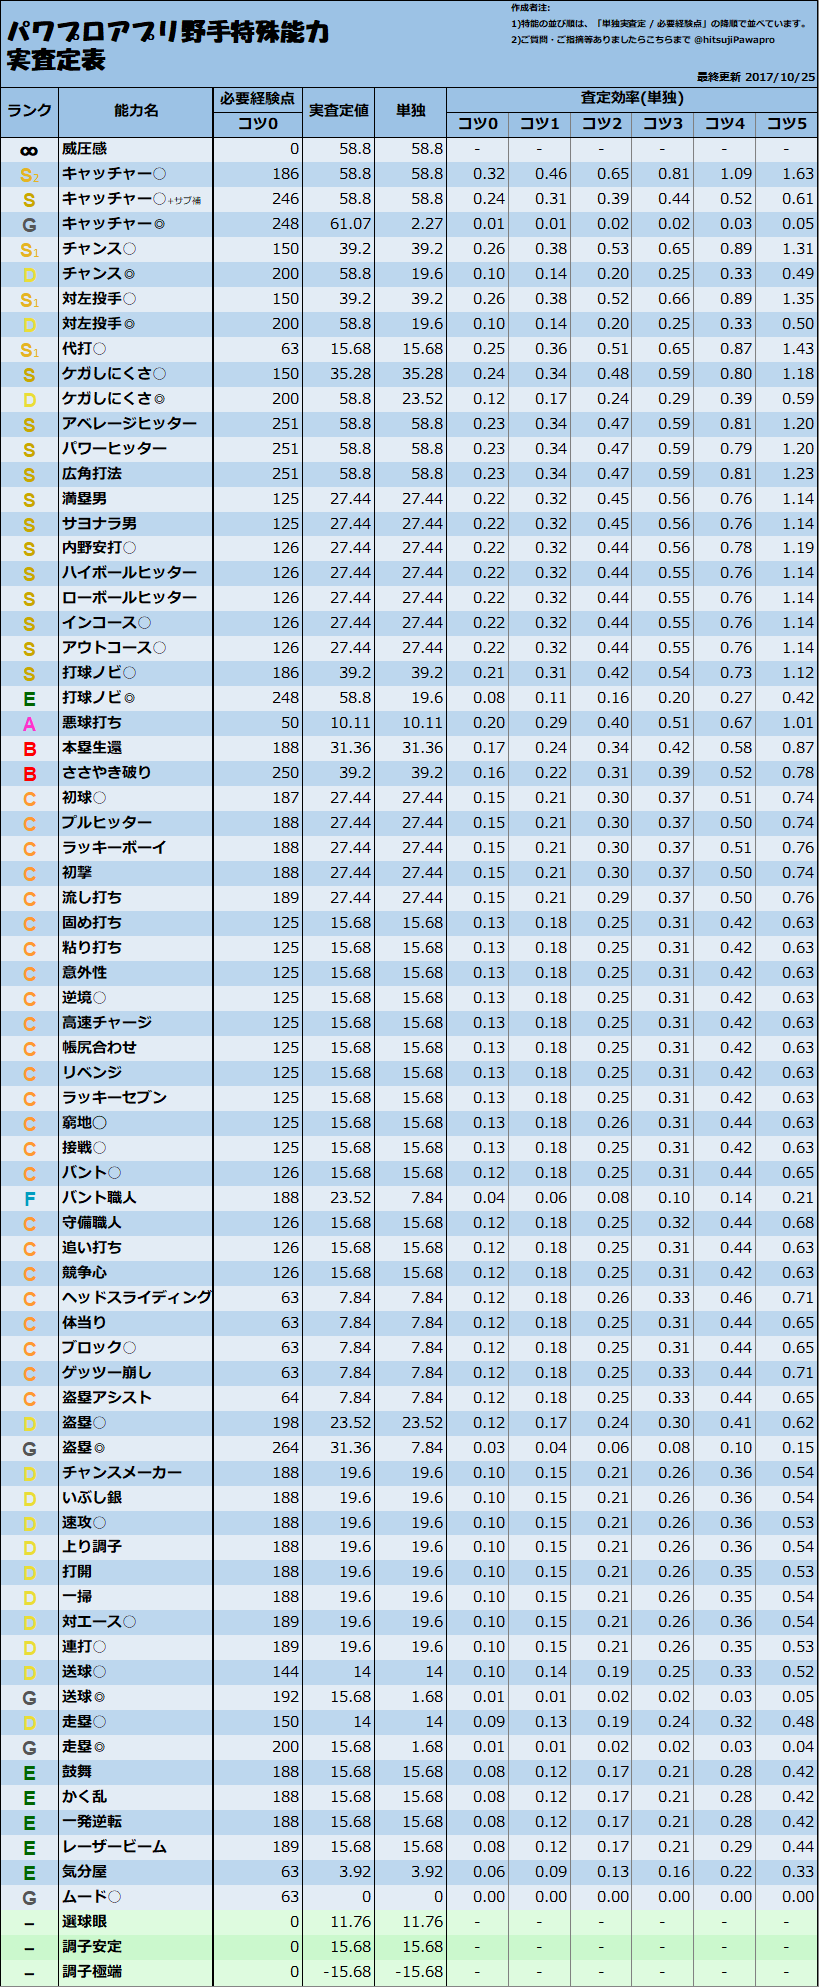 作成者注:
1)特能の並び順は、「単独実査定 / 必要経験点」の降順で並べています。
2)ご質問・ご指摘等ありましたらこちらまで @hitsujiPawapro
パワプロアプリ野手特殊能力
実査定表
最終更新 2017/10/25
ランク 能力名 必要経験点 実査定値 単独 査定効率(単独)
コツ0 コツ0 コツ1 コツ2 コツ3 コツ4 コツ5
∞ 威圧感 0 58.8 58.8 - - - - - -
S2 キャッチャー○ 186 58.8 58.8 0.32 0.46 0.65 0.81 1.09 1.63
S キャッチャー○+サブ補 246 58.8 58.8 0.24 0.31 0.39 0.44 0.52 0.61
G キャッチャー◎ 248 61.07 2.27 0.01 0.01 0.02 0.02 0.03 0.05
S1 チャンス○ 150 39.2 39.2 0.26 0.38 0.53 0.65 0.89 1.31
D チャンス◎ 200 58.8 19.6 0.10 0.14 0.20 0.25 0.33 0.49
S1 対左投手○ 150 39.2 39.2 0.26 0.38 0.52 0.66 0.89 1.35
D 対左投手◎ 200 58.8 19.6 0.10 0.14 0.20 0.25 0.33 0.50
S1 代打○ 63 15.68 15.68 0.25 0.36 0.51 0.65 0.87 1.43
S ケガしにくさ○ 150 35.28 35.28 0.24 0.34 0.48 0.59 0.80 1.18
D ケガしにくさ◎ 200 58.8 23.52 0.12 0.17 0.24 0.29 0.39 0.59
S アベレージヒッター 251 58.8 58.8 0.23 0.34 0.47 0.59 0.81 1.20
S パワーヒッター 251 58.8 58.8 0.23 0.34 0.47 0.59 0.79 1.20
S 広角打法 251 58.8 58.8 0.23 0.34 0.47 0.59 0.81 1.23
S 満塁男 125 27.44 27.44 0.22 0.32 0.45 0.56 0.76 1.14
S サヨナラ男 125 27.44 27.44 0.22 0.32 0.45 0.56 0.76 1.14
S 内野安打○ 126 27.44 27.44 0.22 0.32 0.44 0.56 0.78 1.19
S ハイボールヒッター 126 27.44 27.44 0.22 0.32 0.44 0.55 0.76 1.14
S ローボールヒッター 126 27.44 27.44 0.22 0.32 0.44 0.55 0.76 1.14
S インコース○ 126 27.44 27.44 0.22 0.32 0.44 0.55 0.76 1.14
S アウトコース○ 126 27.44 27.44 0.22 0.32 0.44 0.55 0.76 1.14
S 打球ノビ○ 186 39.2 39.2 0.21 0.31 0.42 0.54 0.73 1.12
E 打球ノビ◎ 248 58.8 19.6 0.08 0.11 0.16 0.20 0.27 0.42
A 悪球打ち 50 10.11 10.11 0.20 0.29 0.40 0.51 0.67 1.01
B 本塁生還 188 31.36 31.36 0.17 0.24 0.34 0.42 0.58 0.87
B ささやき破り 250 39.2 39.2 0.16 0.22 0.31 0.39 0.52 0.78
C 初球○ 187 27.44 27.44 0.15 0.21 0.30 0.37 0.51 0.74
C プルヒッター 188 27.44 27.44 0.15 0.21 0.30 0.37 0.50 0.74
C ラッキーボーイ 188 27.44 27.44 0.15 0.21 0.30 0.37 0.51 0.76
C 初撃 188 27.44 27.44 0.15 0.21 0.30 0.37 0.50 0.74
C 流し打ち 189 27.44 27.44 0.15 0.21 0.29 0.37 0.50 0.76
C 固め打ち 125 15.68 15.68 0.13 0.18 0.25 0.31 0.42 0.63
C 粘り打ち 125 15.68 15.68 0.13 0.18 0.25 0.31 0.42 0.63
C 意外性 125 15.68 15.68 0.13 0.18 0.25 0.31 0.42 0.63
C 逆境○ 125 15.68 15.68 0.13 0.18 0.25 0.31 0.42 0.63
C 高速チャージ 125 15.68 15.68 0.13 0.18 0.25 0.31 0.42 0.63
C 帳尻合わせ 125 15.68 15.68 0.13 0.18 0.25 0.31 0.42 0.63
C リベンジ 125 15.68 15.68 0.13 0.18 0.25 0.31 0.42 0.63
C ラッキーセブン 125 15.68 15.68 0.13 0.18 0.25 0.31 0.42 0.63
C 窮地◯ 125 15.68 15.68 0.13 0.18 0.26 0.31 0.44 0.63
C 接戦○ 125 15.68 15.68 0.13 0.18 0.25 0.31 0.42 0.63
C バント○ 126 15.68 15.68 0.12 0.18 0.25 0.31 0.44 0.65
F バント職人 188 23.52 7.84 0.04 0.06 0.08 0.10 0.14 0.21
C 守備職人 126 15.68 15.68 0.12 0.18 0.25 0.32 0.44 0.68
C 追い打ち 126 15.68 15.68 0.12 0.18 0.25 0.31 0.44 0.63
C 競争心 126 15.68 15.68 0.12 0.18 0.25 0.31 0.42 0.63
C ヘッドスライディング 63 7.84 7.84 0.12 0.18 0.26 0.33 0.46 0.71
C 体当り 63 7.84 7.84 0.12 0.18 0.25 0.31 0.44 0.65
C ブロック○ 63 7.84 7.84 0.12 0.18 0.25 0.31 0.44 0.65
C ゲッツー崩し 63 7.84 7.84 0.12 0.18 0.25 0.33 0.44 0.71
C 盗塁アシスト 64 7.84 7.84 0.12 0.18 0.25 0.33 0.44 0.65
D 盗塁○ 198 23.52 23.52 0.12 0.17 0.24 0.30 0.41 0.62
G 盗塁◎ 264 31.36 7.84 0.03 0.04 0.06 0.08 0.10 0.15
D チャンスメーカー 188 19.6 19.6 0.10 0.15 0.21 0.26 0.36 0.54
D いぶし銀 188 19.6 19.6 0.10 0.15 0.21 0.26 0.36 0.54
D 速攻○ 188 19.6 19.6 0.10 0.15 0.21 0.26 0.36 0.53
D 上り調子 188 19.6 19.6 0.10 0.15 0.21 0.26 0.36 0.54
D 打開 188 19.6 19.6 0.10 0.15 0.21 0.26 0.35 0.53
D 一掃 188 19.6 19.6 0.10 0.15 0.21 0.26 0.35 0.54
D 対エース○ 189 19.6 19.6 0.10 0.15 0.21 0.26 0.36 0.54
D 連打○ 189 19.6 19.6 0.10 0.15 0.21 0.26 0.35 0.53
D 送球○ 144 14 14 0.10 0.14 0.19 0.25 0.33 0.52
G 送球◎ 192 15.68 1.68 0.01 0.01 0.02 0.02 0.03 0.05
D 走塁○ 150 14 14 0.09 0.13 0.19 0.24 0.32 0.48
G 走塁◎ 200 15.68 1.68 0.01 0.01 0.02 0.02 0.03 0.04
E 鼓舞 188 15.68 15.68 0.08 0.12 0.17 0.21 0.28 0.42
E かく乱 188 15.68 15.68 0.08 0.12 0.17 0.21 0.28 0.42
E 一発逆転 188 15.68 15.68 0.08 0.12 0.17 0.21 0.28 0.42
E レーザービーム 189 15.68 15.68 0.08 0.12 0.17 0.21 0.29 0.44
E 気分屋 63 3.92 3.92 0.06 0.09 0.13 0.16 0.22 0.33
G ムード○ 63 0 0 0.00 0.00 0.00 0.00 0.00 0.00
– 選球眼 0 11.76 11.76 - - - - - -
– 調子安定 0 15.68 15.68 - - - - - -
– 調子極端 0 -15.68 -15.68 - - - - - -